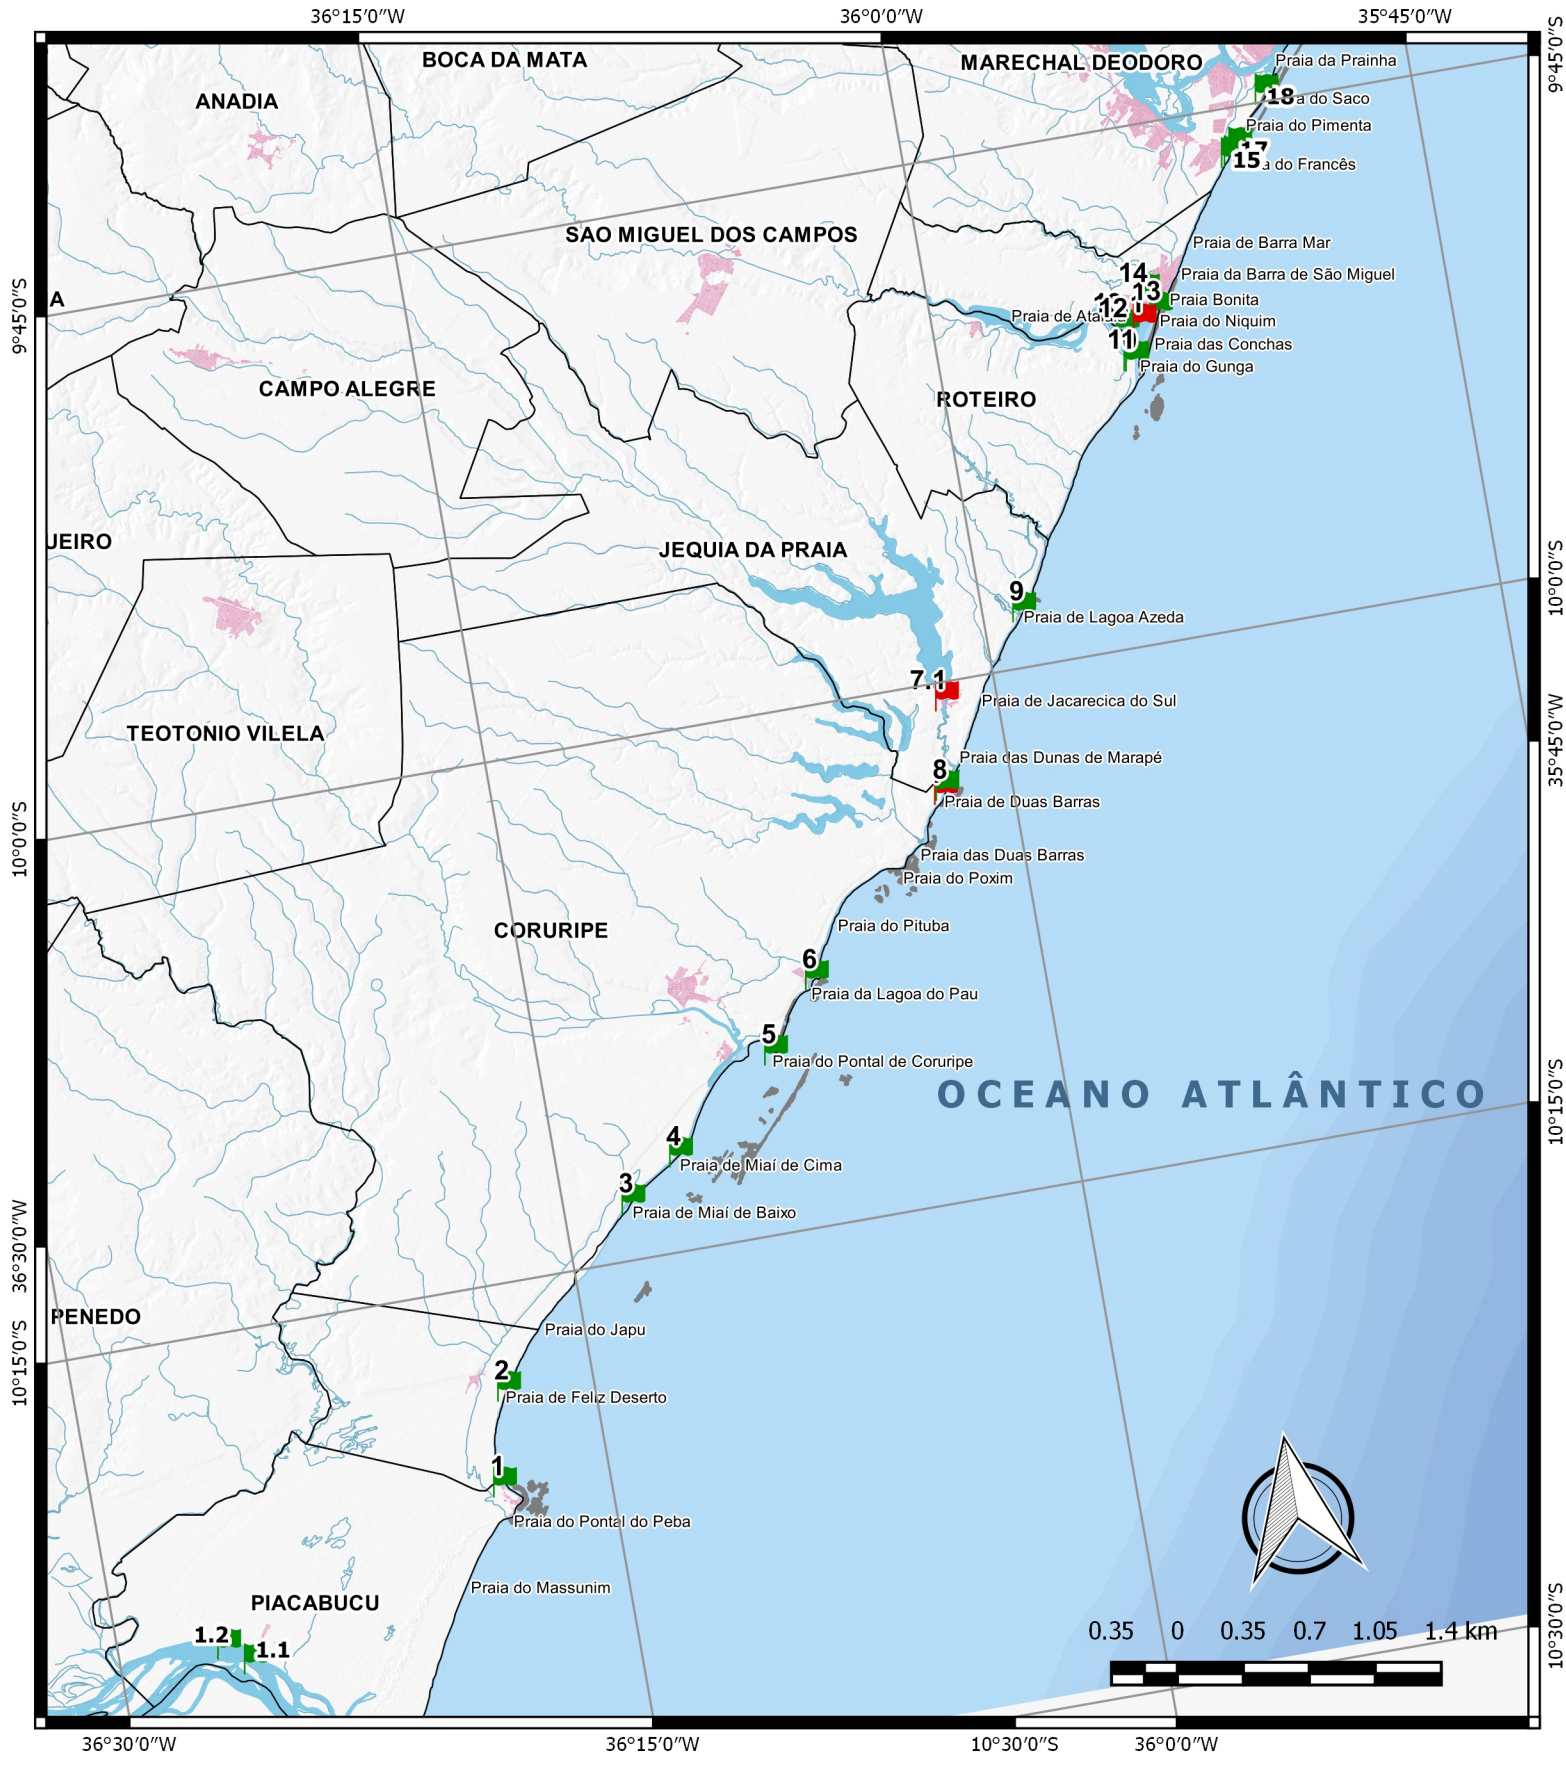 36°15'0"W
36°0'0"W
35°45'0"W
9°45'0"S
BOCA DA MATA
MARECHAL DEODORO
Praia da Prainha
ANADIA
18
a do Saco
Praia do Pimenta
17
15
a do Francês
SAO MIGUEL DOS CAMPOS
Praia de Barra Mar
14
Praia da Barra de São Miguel
13
A
Praia Bonita
12
Praia de Atalaia
Praia do Niquim
9°45'0"S
11
Praia das Conchas
Praia do Gunga
CAMPO ALEGRE
ROTEIRO
UEIRO
JEQUIA DA PRAIA
10°0'0"S
9
Praia de Lagoa Azeda
7.1
Praia de Jacarecica do Sul
TEOTONIO VILELA
35°45'0"W
Praia das Dunas de Marapé
8
Praia de Duas Barras
10°0'0"S
Praia das Duas Barras
Praia do Poxim
CORURIPE
Praia do Pituba
6
Praia da Lagoa do Pau
5
Praia do Pontal de Coruripe
OCEANO ATLÂNTICO
10°15'0"S
4
Praia de Miaí de Cima
3
Praia de Miaí de Baixo
36°30'0"W
PENEDO
Praia do Japu
10°15'0"S
2
Praia de Feliz Deserto
1
Praia do Pontal do Peba
Praia do Massunim
PIACABUCU
1.2
1.1
0.35 0 0.35 0.7 1.05 1.4 km
10°30'0"S
36°30'0"W
36°15'0"W
10°30'0"S
36°0'0"W